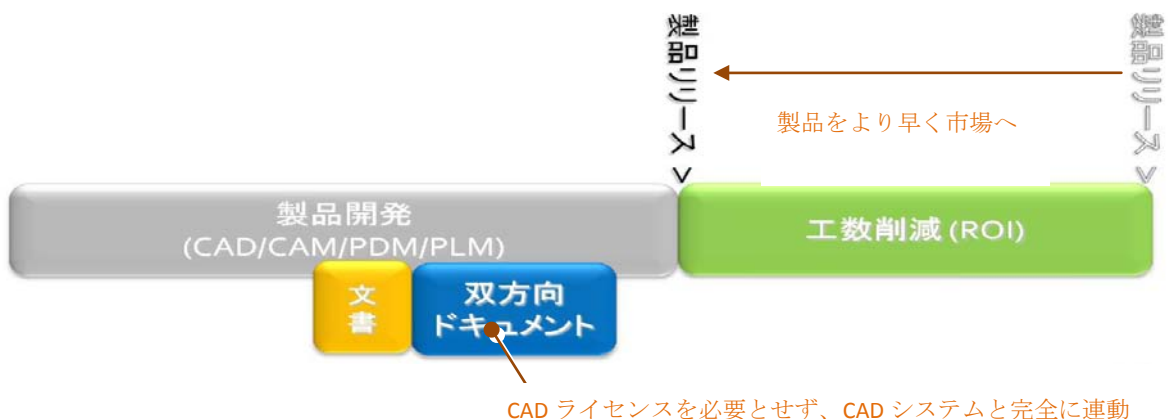 製品リリース >
製品リリース >
製品をより早く市場へ
製品開発
(CAD/CAM/PDM/PLM)
工数削減 (ROI)
文書
双方向
ドキュメント
CAD ライセンスを必要とせず、CAD システムと完全に連動